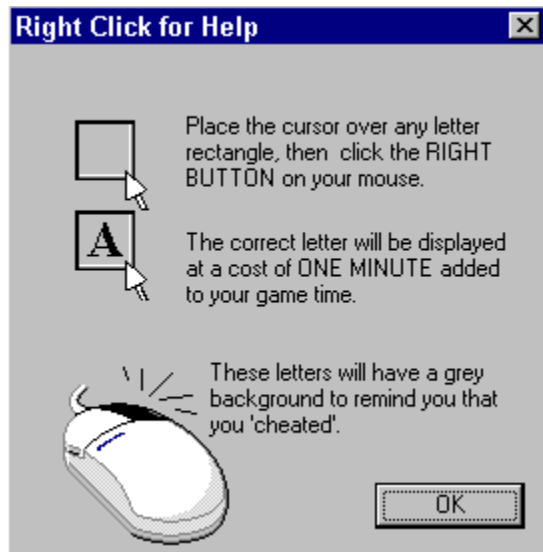 Right Click for Help
Place the cursor over any letter
rectangle, then click the RIGHT
BUTTON on your mouse.
A
The correct letter will be displayed
at a cost of ONE MINUTE added
to your game time.
These letters will have a grey
background to remind you that
you 'cheated'.
OK